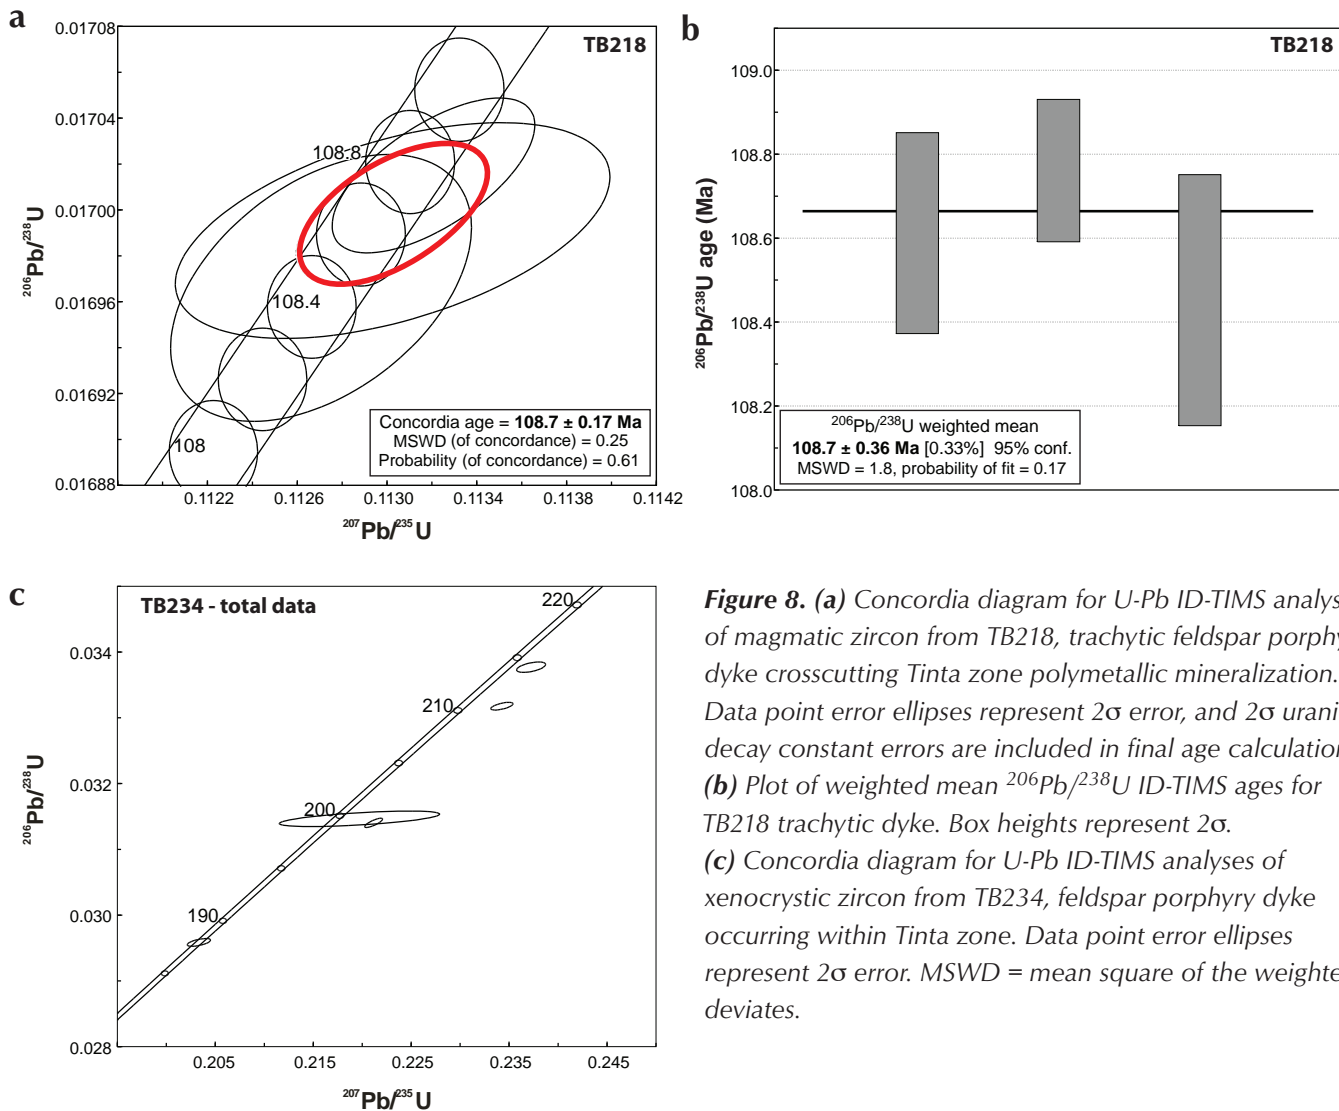 a
TB218
0.01708
0.01704
0.01700
0.01696
0.01692
0.01688
206Pb/238U
108.8
108.4
108
Concordia age = 108.7 ± 0.17 Ma
MSWD (of concordance) = 0.25
Probability (of concordance) = 0.61
0.1122 0.1126 0.1130 0.1134 0.1138 0.1142
207Pb/235U
b
TB218
109.0
108.8
108.6
108.4
108.2
108.0
206Pb/238U age (Ma)
206Pb/238U weighted mean
108.7 ± 0.36 Ma [0.33%] 95% conf.
MSWD = 1.8, probability of fit = 0.17
c
TB234 - total data
0.034
0.032
0.030
0.028
206Pb/238U
220
210
200
190
0.205 0.215 0.225 0.235 0.245
207Pb/235U
Figure 8. (a) Concordia diagram for U-Pb ID-TIMS analys
of magmatic zircon from TB218, trachytic feldspar porphy
dyke crosscutting Tinta zone polymetallic mineralization.
Data point error ellipses represent 2σ error, and 2σ urani
decay constant errors are included in final age calculation
(b) Plot of weighted mean 206Pb/238U ID-TIMS ages for
TB218 trachytic dyke. Box heights represent 2σ.
(c) Concordia diagram for U-Pb ID-TIMS analyses of
xenocrystic zircon from TB234, feldspar porphyry dyke
occurring within Tinta zone. Data point error ellipses
represent 2σ error. MSWD = mean square of the weighte
deviates.